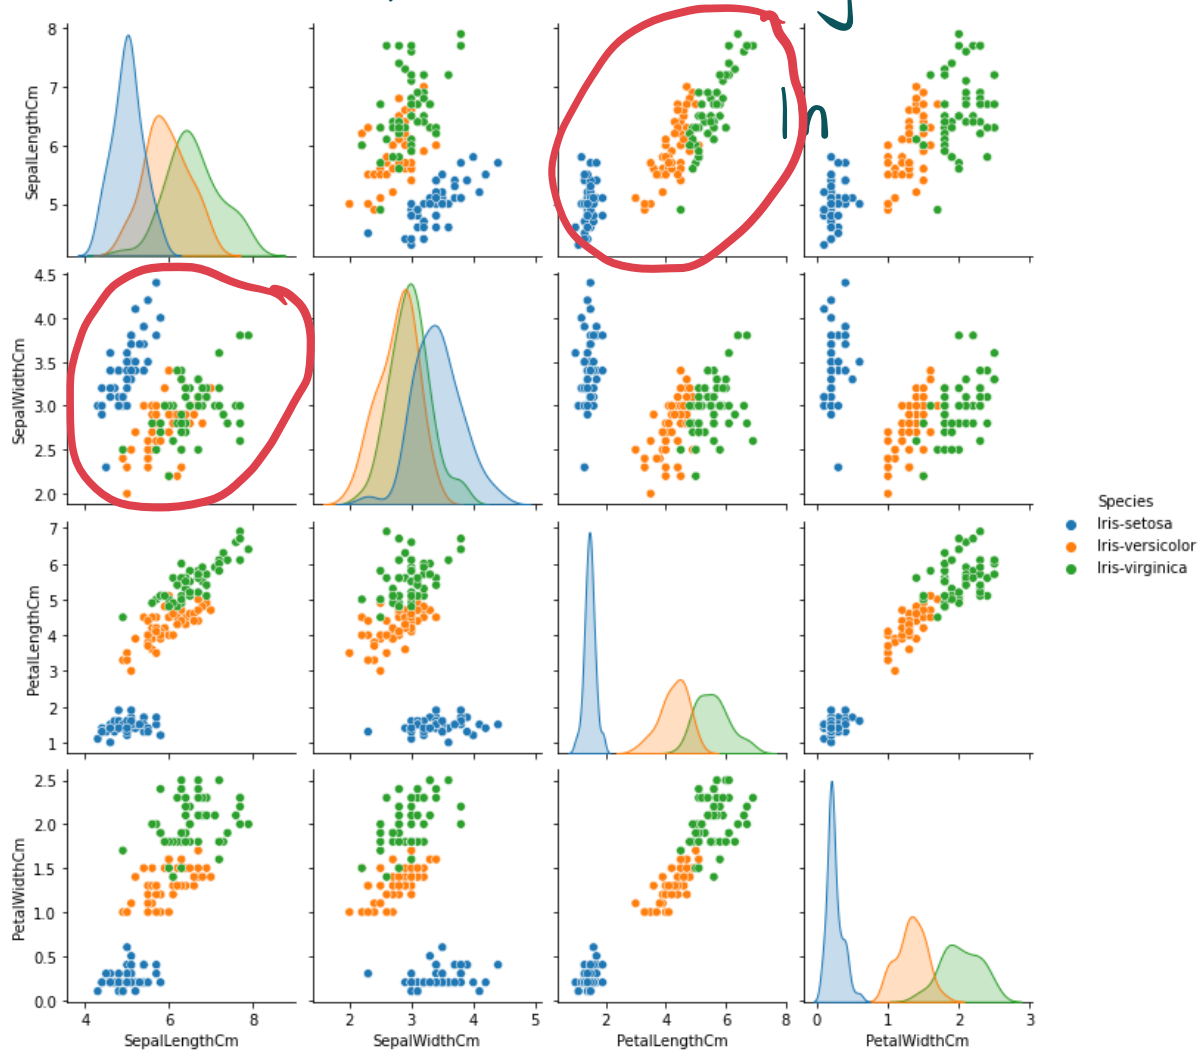 8
7
6
5
SepalLengthCm
ln
4.5
4.0
3.5
3.0
2.5
2.0
SepalWidthCm
7
6
5
4
3
2
1
PetalLengthCm
Species
Iris-setosa
Iris-versicolor
Iris-virginica
2.5
2.0
1.5
1.0
0.5
0.0
PetalWidthCm
4 6 8 2 3 4 5 2 4 6 8 0 1 2 3
SepalLengthCm SepalWidthCm PetalLengthCm PetalWidthCm